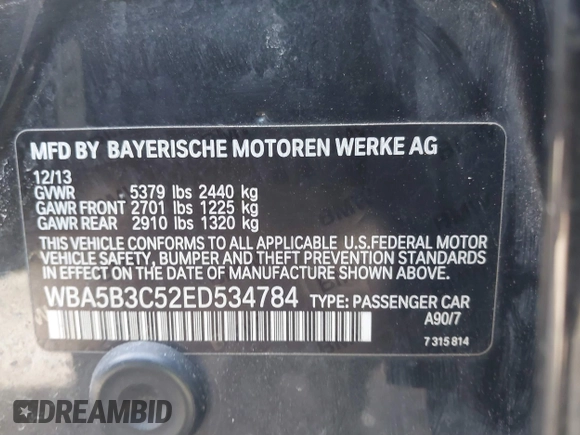 MFD BY BAYERISCHE MOTOREN WERKE AG
12/13
GVWR 5379 lbs 2440 kg
GAWR FRONT 2701 lbs 1225 kg
GAWR REAR 2910 lbs 1320 kg
THIS VEHICLE CONFORMS TO ALL APPLICABLE U.S.FEDERAL MOTOR
VEHICLE SAFETY, BUMPER AND THEFT PREVENTION STANDARDS
IN EFFECT ON THE DATE OF MANUFACTURE SHOWN ABOVE.
WBA5B3C52ED534784 TYPE: PASSENGER CAR
A90/7
7 315 814
DREAMBID